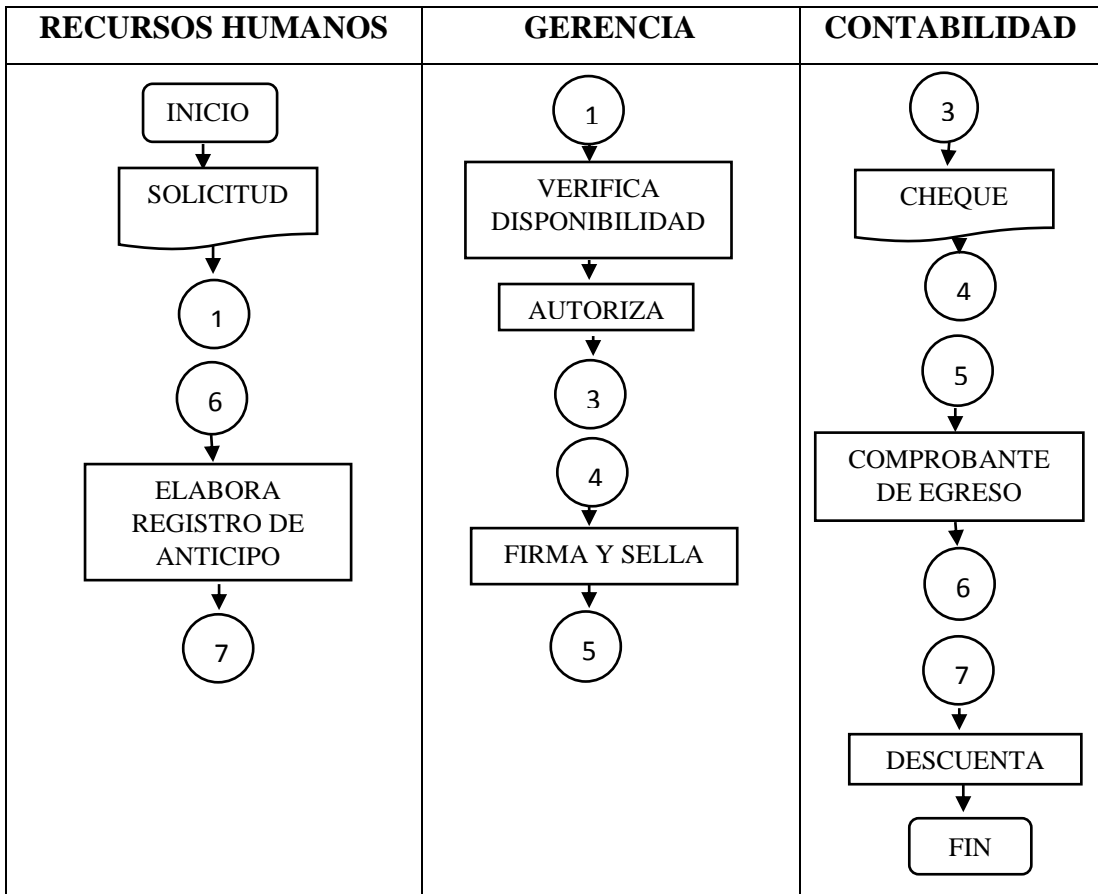 RECURSOS HUMANOS
INICIO
SOLICITUD
1
6
ELABORA
REGISTRO DE
ANTICIPO
7
GERENCIA
1
VERIFICA
DISPONIBILIDAD
AUTORIZA
3
4
FIRMA Y SELLA
5
CONTABILIDAD
3
CHEQUE
4
5
COMPROBANTE
DE EGRESO
6
7
DESCUENTA
FIN